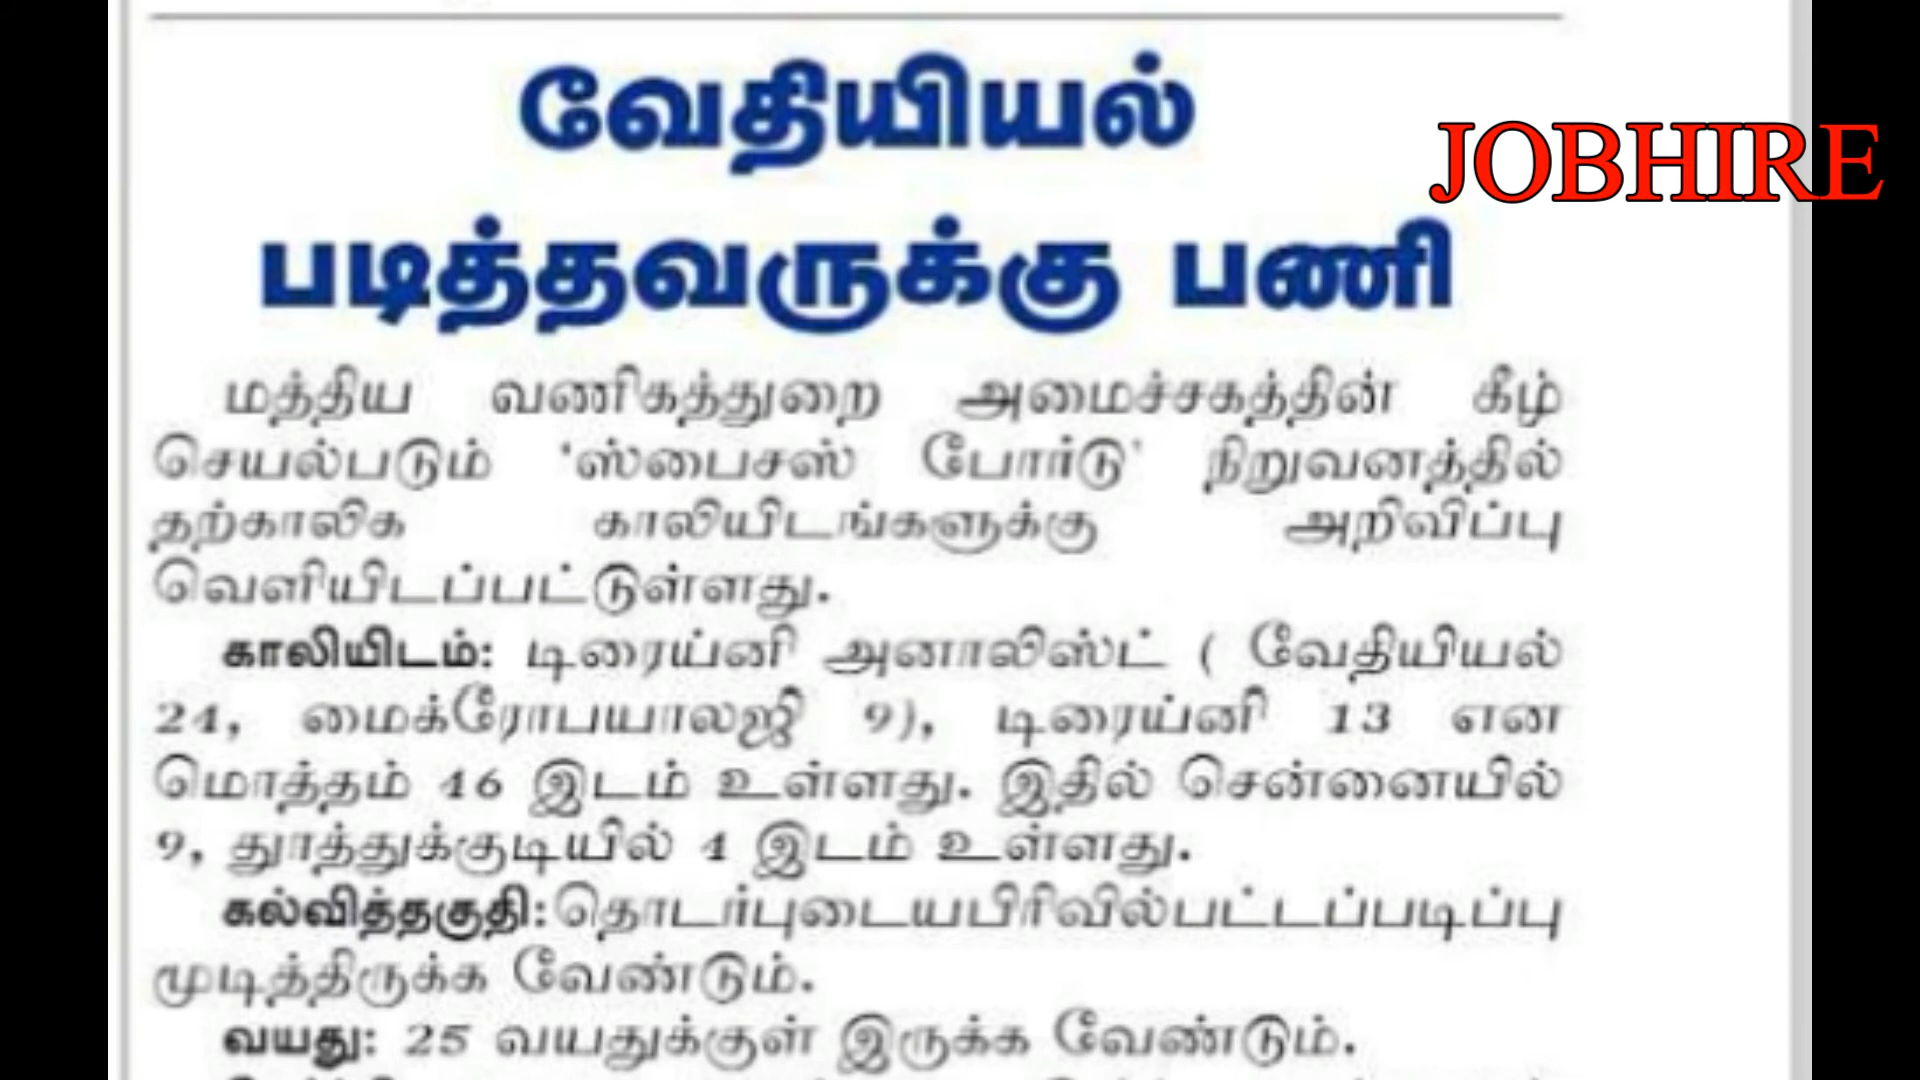 வேதியியல்
JOBHIRE
படித்தவருக்கு பணி
மத்திய வணிகத்துறை அமைச்சகத்தின் கீழ்
செயல்படும் 'ஸ்பைசஸ் போர்டு' நிறுவனத்தில்
தற்காலிக காலியிடங்களுக்கு அறிவிப்பு
வெளியிடப்பட்டுள்ளது.
காலியிடம்: டிரைய்னி அனாலிஸ்ட் ( வேதியியல்
24, மைக்ரோபயாலஜி 9), டிரைய்னி 13 என
மொத்தம் 46 இடம் உள்ளது. இதில் சென்னையில்
9, தூத்துக்குடியில் 4 இடம் உள்ளது.
கல்வித்தகுதி: தொடர்புடையபிரிவில்பட்டப்படிப்பு
முடித்திருக்க வேண்டும்.
வயது: 25 வயதுக்குள் இருக்க வேண்டும்.